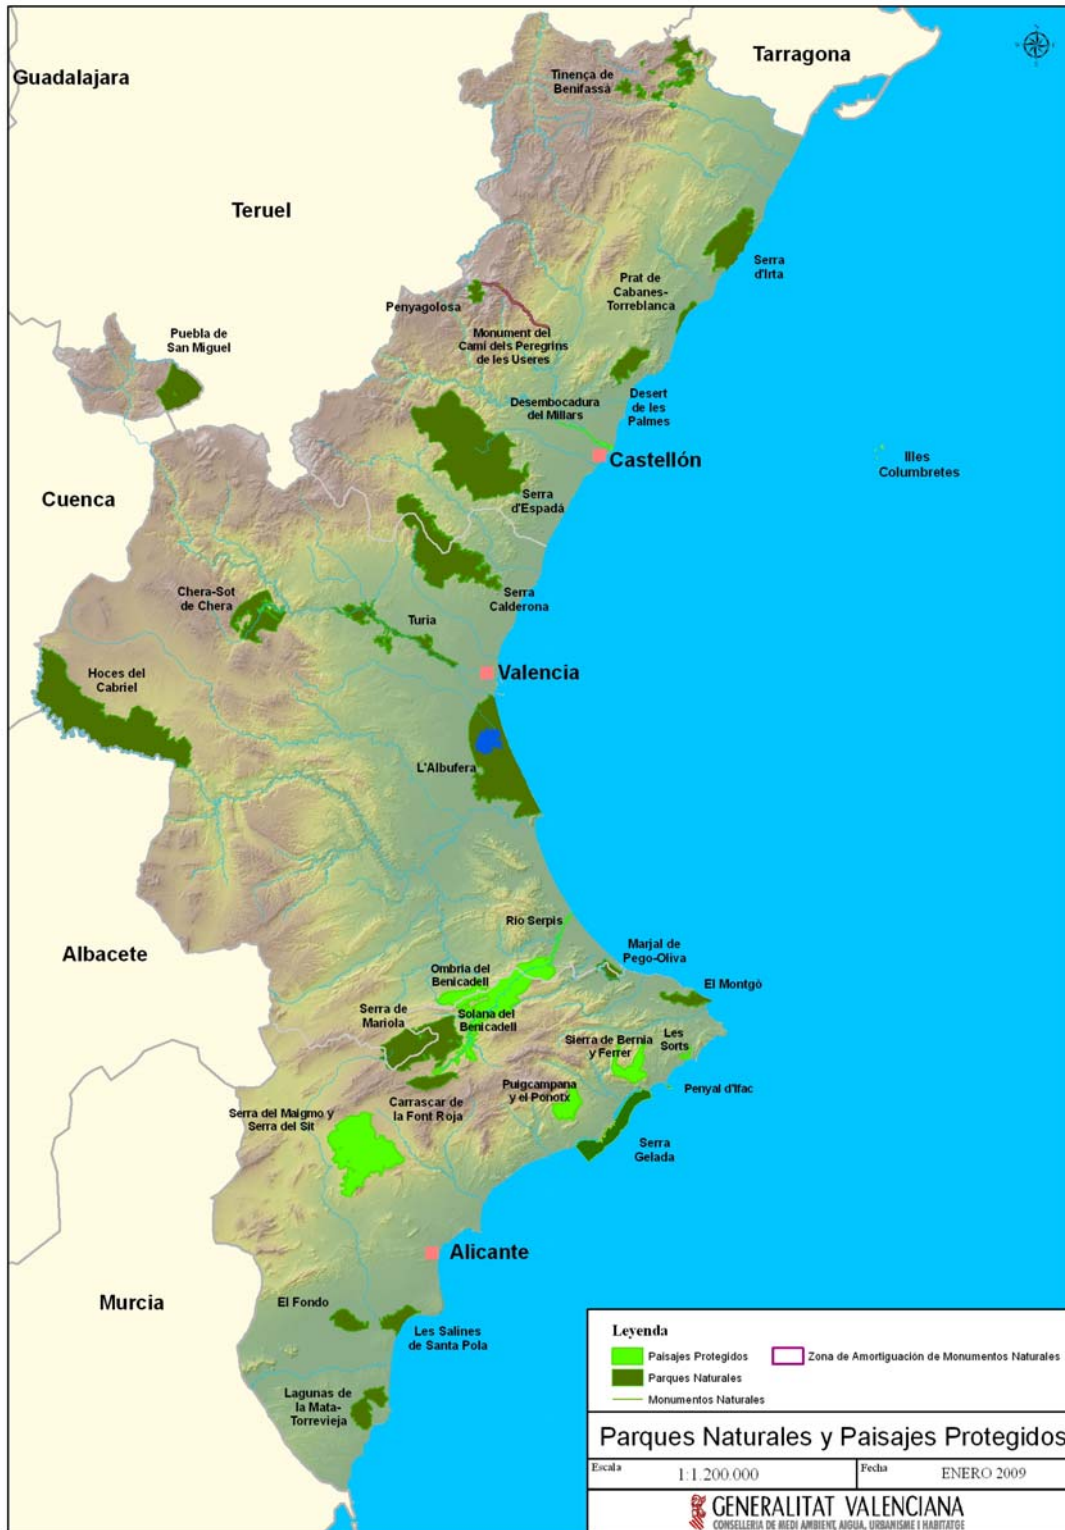 Tarragona
Guadalajara
Tinença de
Benifassà
Teruel
Serra
d'Irta
Prat de
Cabanes-
Torreblanca
Penyagolosa
Monument del
Camí dels Peregrins
de les Useres
Puebla de
San Miguel
Desert
de les
Palmes
Desembocadura
del Millars
Castellón
Illes
Columbretes
Cuenca
Serra
d'Espadá
Serra
Calderona
Chera-Sot
de Chera
Turia
Valencia
Hoces del
Cabriel
L'Albufera
Río Serpis
Marjal de
Pego-Oliva
Albacete
Ombria del
Benicadell
El Montgò
Serra de
Mariola
Solana del
Benicadell
Sierra de Bernia
y Ferrer
Les
Sorts
Penyal d'Ifac
Puigcampana
y el Ponotx
Carrascar de
la Font Roja
Serra del Maigmo y
Serra del Sit
Serra
Gelada
Alicante
Murcia
El Fondo
Les Salines
de Santa Pola
Lagunas de
la Mata-
Torrevieja
Leyenda
Paisajes Protegidos
Zona de Amortiguación de Monumentos Naturales
Parques Naturales
Monumentos Naturales
Parques Naturales y Paisajes Protegidos
Escala
1:1.200.000
Fecha
ENERO 2009
GENERALITAT VALENCIANA
CONSELLERIA DE MEDI AMBIENT, AIGUA, URBANISME I HABITATGE